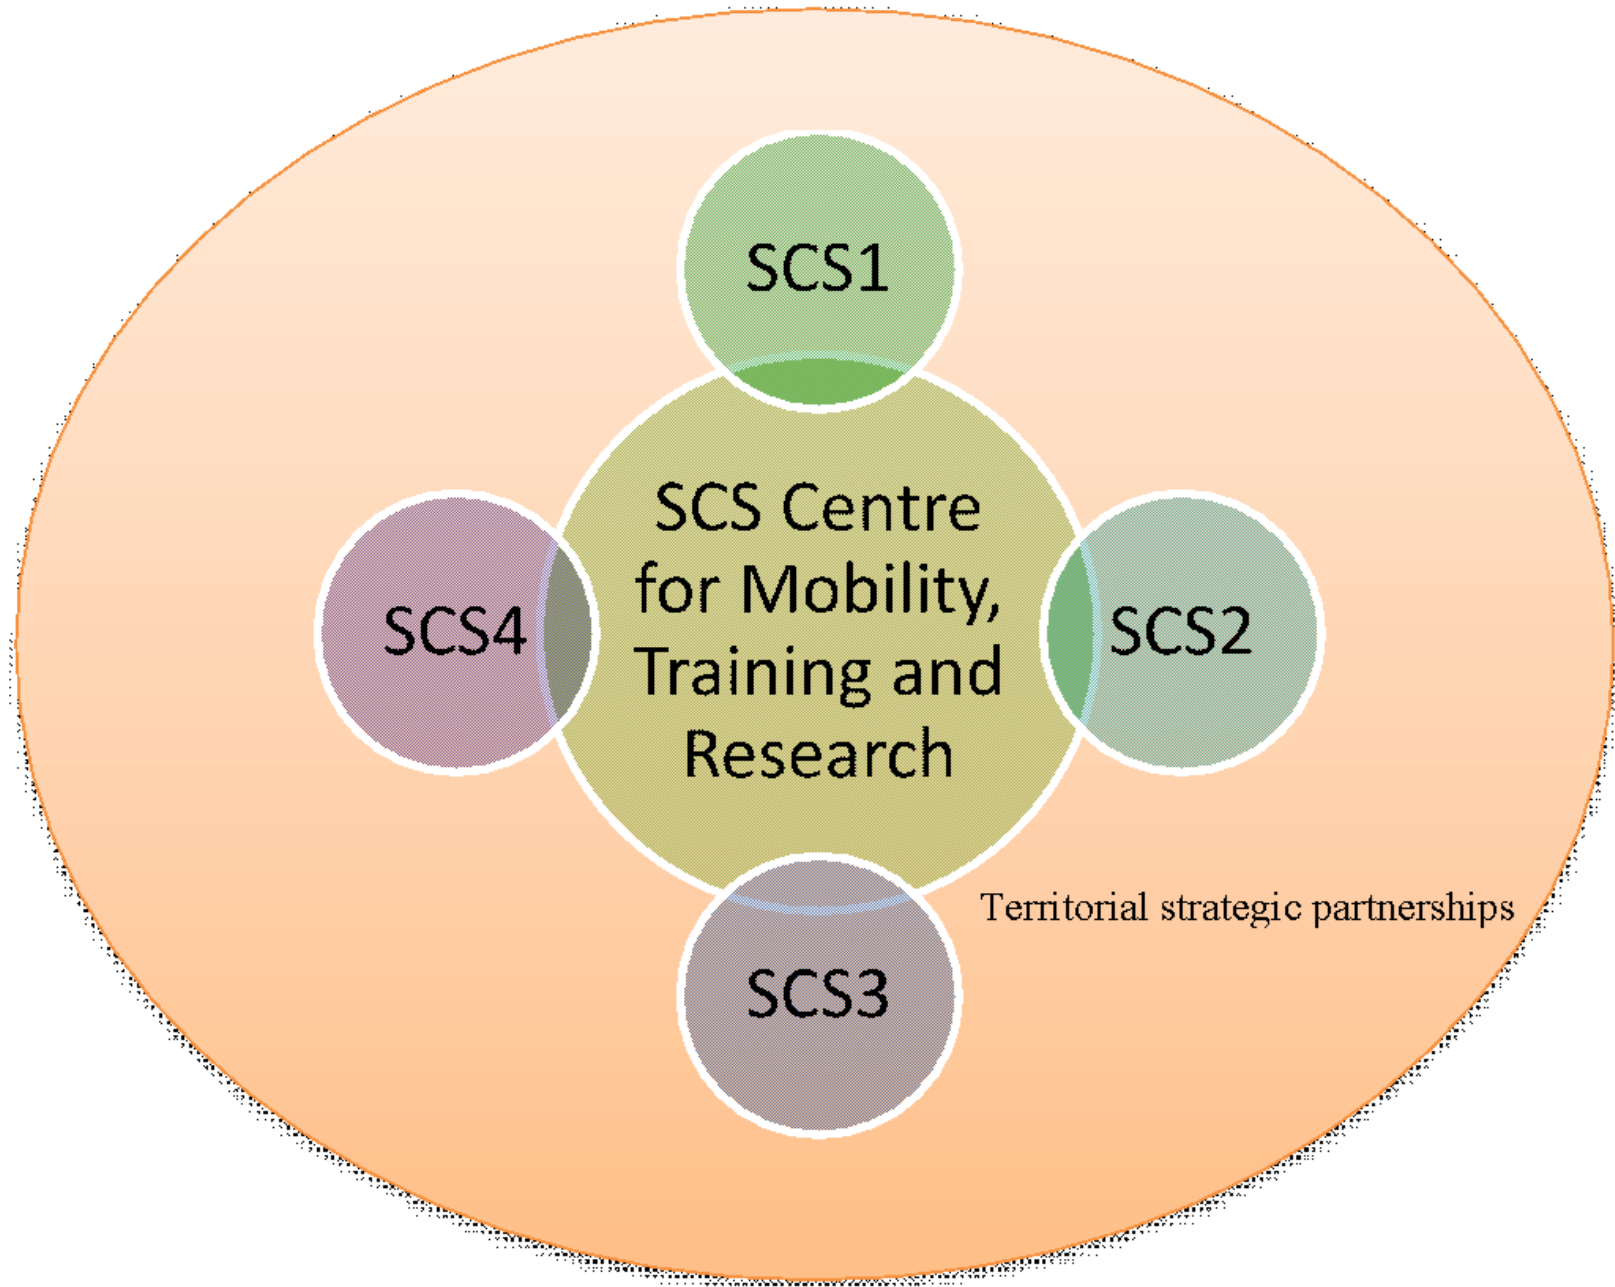 SCS1
SCS Centre
for Mobility,
Training and
Research
SCS4
SCS2
Territorial strategic partnerships
SCS3